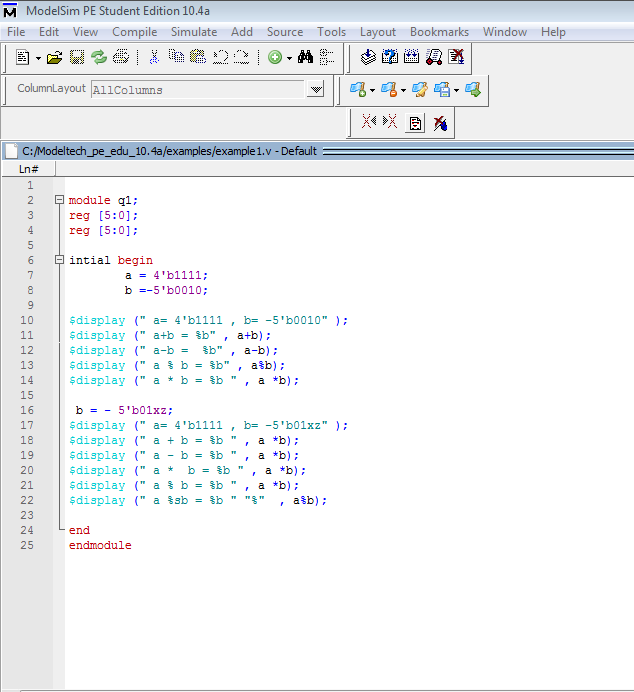 ModelSim PE Student Edition 10.4a
File Edit View Compile Simulate Add Source Tools Layout Bookmarks Window Help
ColumnLayout AllColumns
C:/Modeltech_pe_edu_10.4a/examples/example1.v - Default
Ln#
1
2 module q1;
3 reg [5:0];
4 reg [5:0];
5
6 intial begin
7 a = 4'b1111;
8 b =-5'b0010;
9
10 $display (" a= 4'b1111 , b= -5'b0010" );
11 $display (" a+b = %b" , a+b);
12 $display (" a-b =  %b" , a-b);
13 $display (" a % b = %b" , a%b);
14 $display (" a * b = %b " , a *b);
15
16 b = - 5'b01xz;
17 $display (" a= 4'b1111 , b= -5'b01xz" );
18 $display (" a + b = %b " , a *b);
19 $display (" a - b = %b " , a *b);
20 $display (" a *  b = %b " , a *b);
21 $display (" a % b = %b " , a *b);
22 $display (" a %sb = %b " "%"  , a%b);
23
24 end
25 endmodule